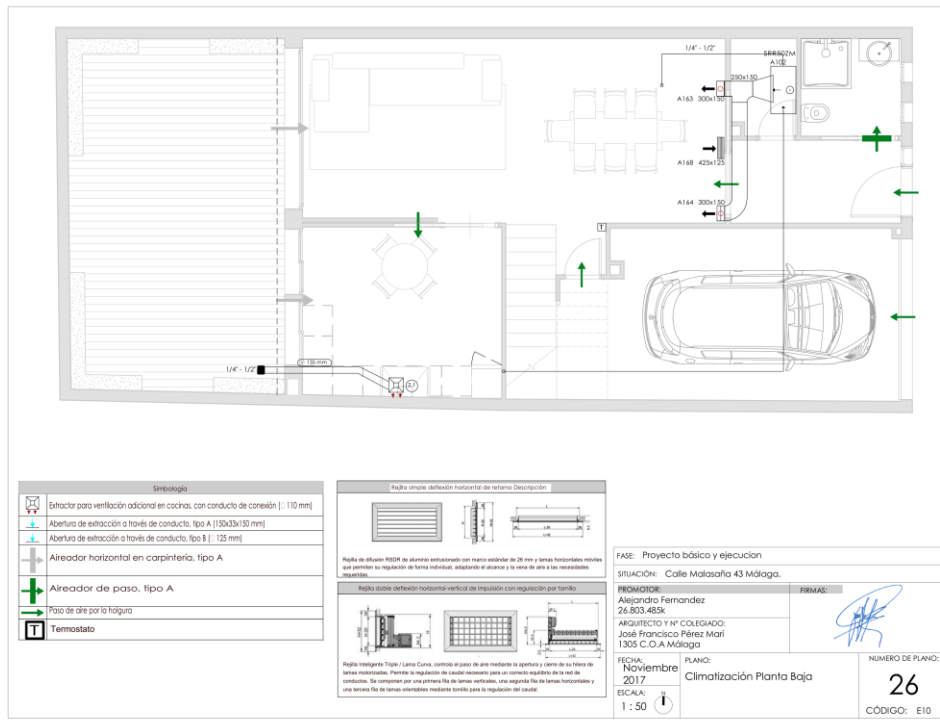 1/4" - 1/2"
SRR50ZM
A102
250x150
A163 300x150
A168 425x125
A164 300x150
T
135 mm
1/4" - 1/2"
Simbología
Extractor para ventilación adicional en cocinas, con conducto de conexión (□ 110 mm)
Abertura de extracción a través de conducto, tipo A (150x33x150 mm)
Abertura de extracción a través de conducto, tipo B (□ 125 mm)
Aireador horizontal en carpintería, tipo A
Aireador de paso, tipo A
Paso de aire por la holgura
T Termostato
Rejilla simple deflexión horizontal de retorno Descripción
Rejilla de difusión RSDR de aluminio extrusionado con marco estándar de 26 mm y lamas horizontales móviles
que permiten su regulación de forma individual, adaptando el alcance y la vena de aire a las necesidades
requeridas.
Rejilla doble deflexión horizontal-vertical de impulsión con regulación por tornillo
Rejilla Inteligente Triple / Lama Curva, controla el paso de aire mediante la apertura y cierre de su hilera de
lamas motorizadas. Permite la regulación de caudal necesario para un correcto equilibrio de la red de
conductos. Se componen por una primera fila de lamas verticales, una segunda fila de lamas horizontales y
una tercera fila de lamas orientables mediante tornillo para la regulación del caudal.
FASE: Proyecto básico y ejecucion
SITUACIÓN: Calle Malasaña 43 Málaga.
PROMOTOR:
Alejandro Fernandez
26.803.485k
FIRMAS:
ARQUITECTO Y Nº COLEGIADO:
José Francisco Pérez Marí
1305 C.O.A Málaga
FECHA:
Noviembre
2017
ESCALA:
1 : 50
N
PLANO:
Climatización Planta Baja
NUMERO DE PLANO:
26
CÓDIGO: E10